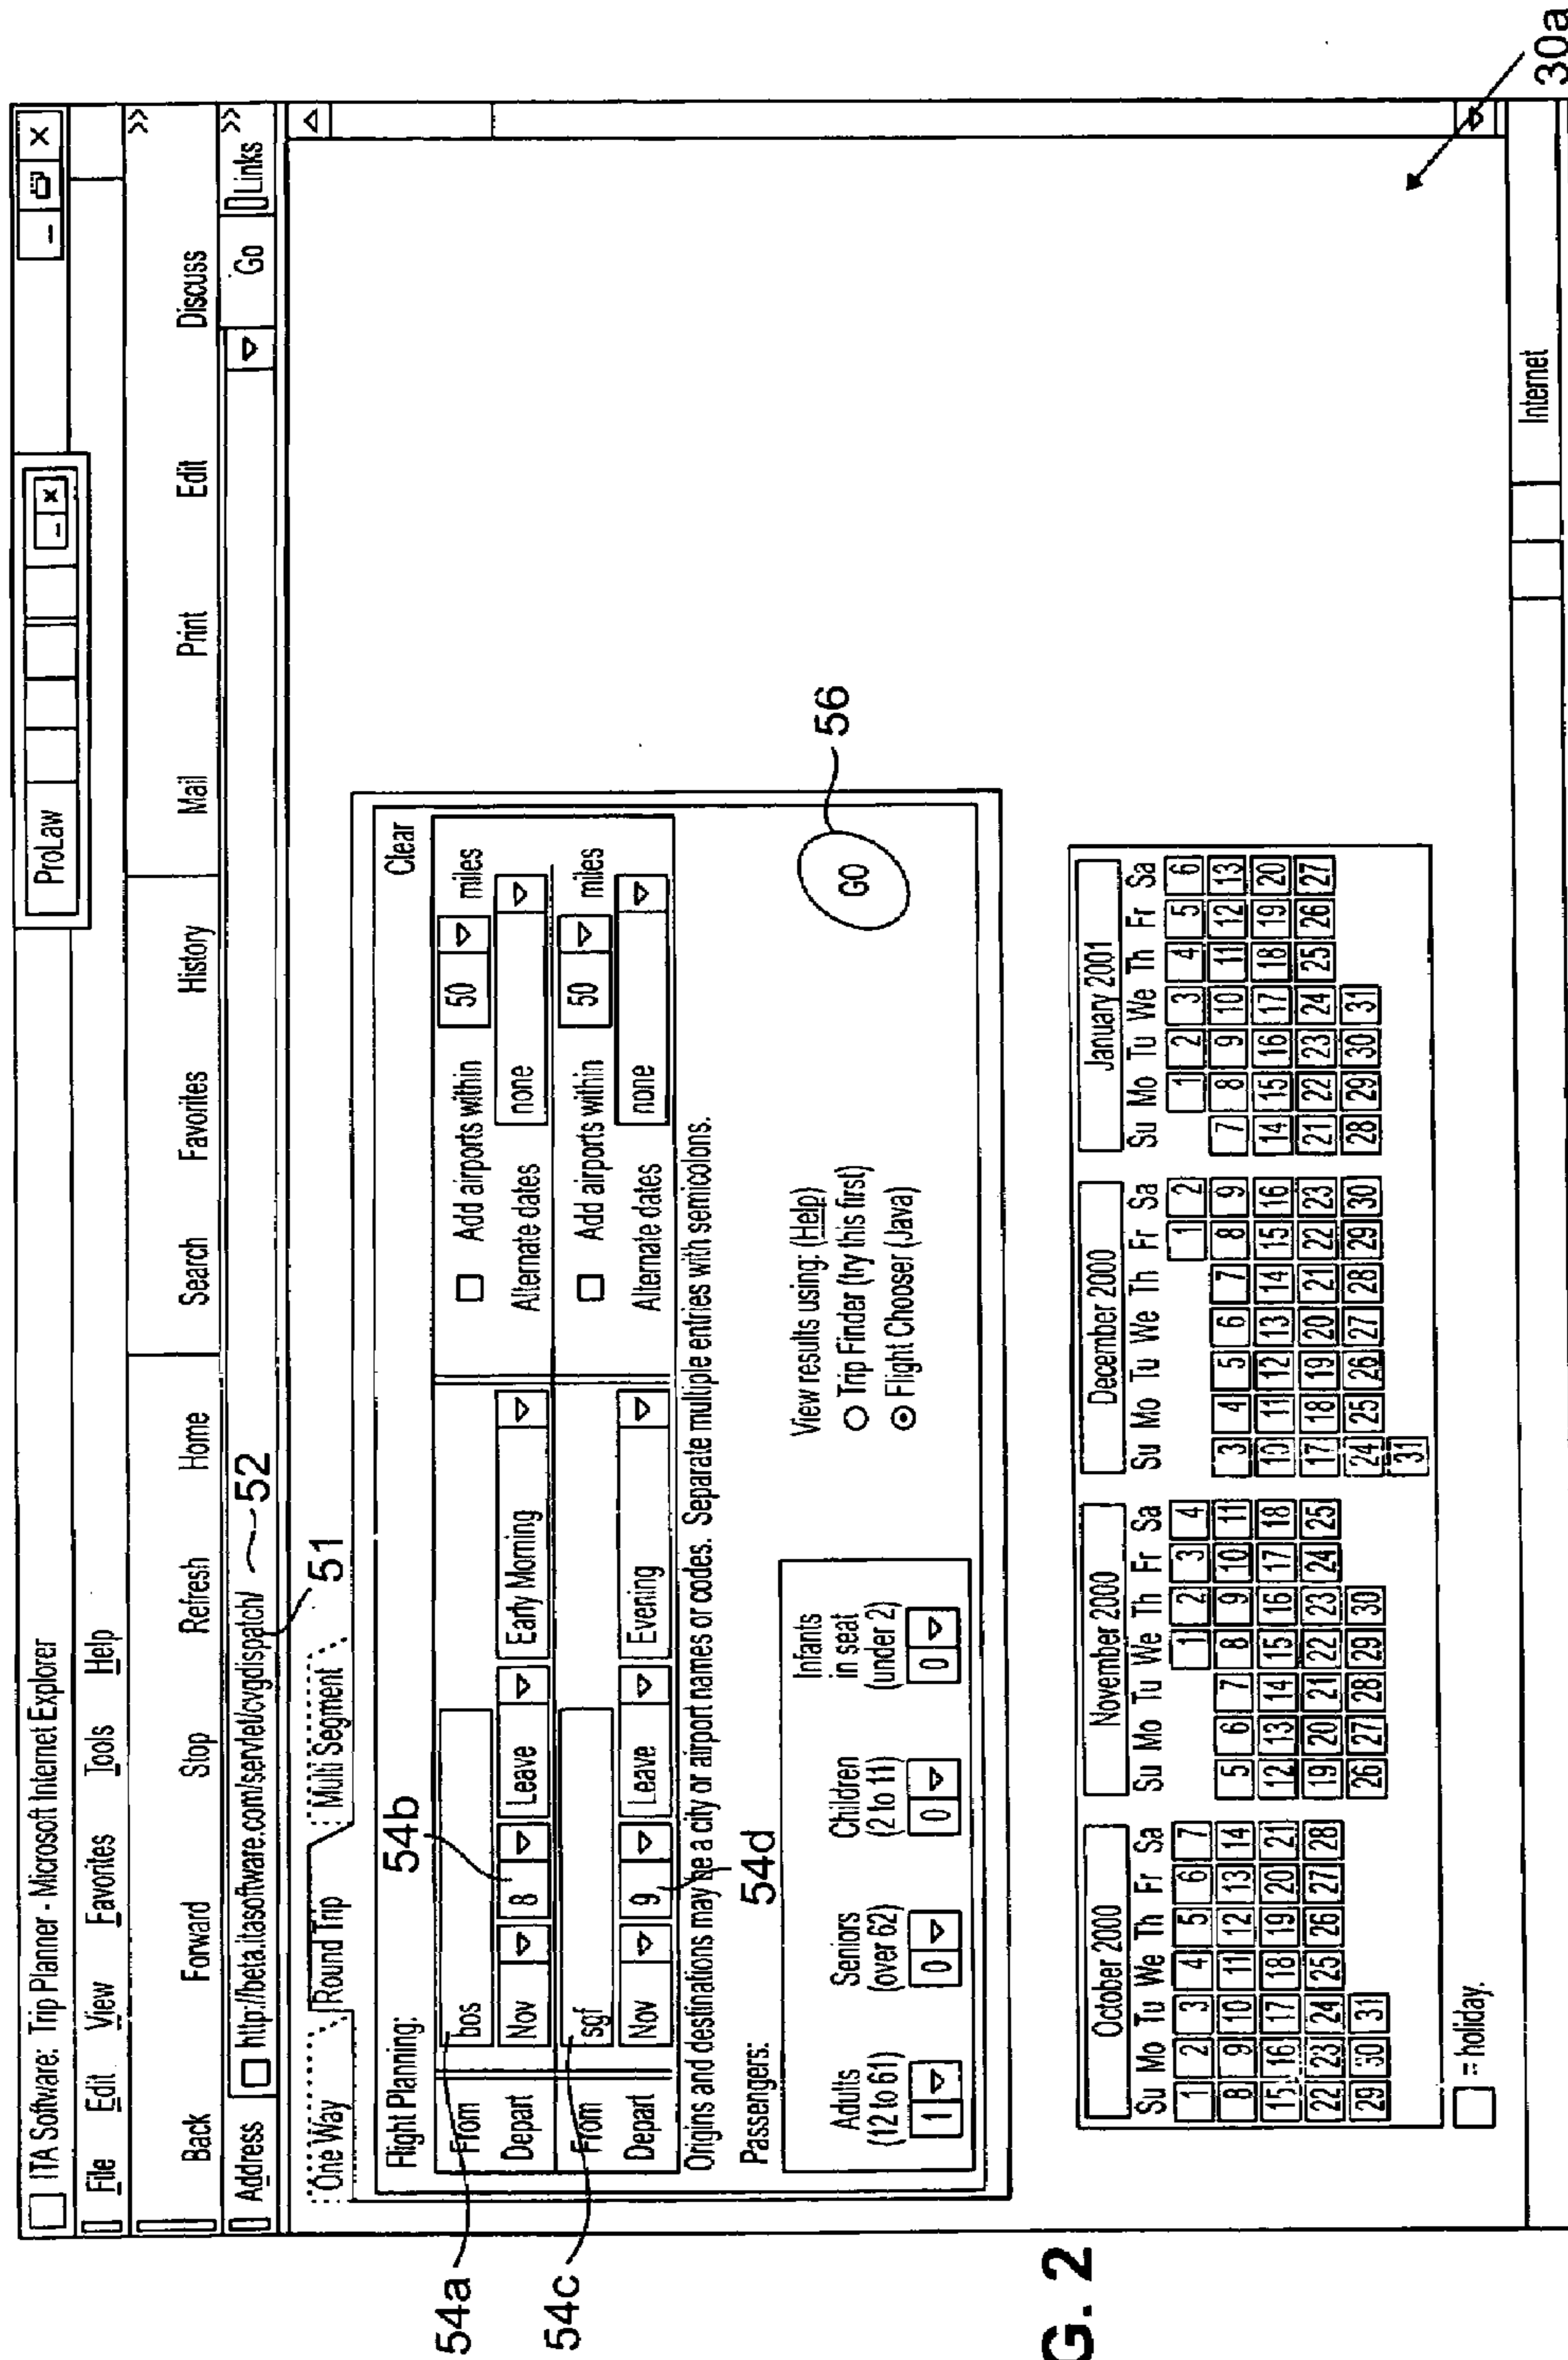 ITA Software: Trip Planner - Microsoft Internet Explorer
ProLaw
File Edit View Favorites Tools Help
Back Forward Stop Refresh Home Search Favorites History Mail Print Edit Discuss
Address http://beta.itasoftware.com/servlet/cvgdispatch/ Go Links
52
51
One Way Round Trip Multi Segment
Flight Planning: Clear
54b
54a
From bos Add airports within 50 miles
Depart Nov 8 Leave Early Morning Alternate dates none
54c
From sgf Add airports within 50 miles
Depart Nov 9 Leave Evening Alternate dates none
54d
Origins and destinations may be a city or airport names or codes. Separate multiple entries with semicolons.
Passengers:
Adults (12 to 61) 1
Seniors (over 62) 0
Children (2 to 11) 0
Infants in seat (under 2) 0
View results using: (Help)
Trip Finder (try this first)
Flight Chooser (Java)
GO
56
October 2000
Su Mo Tu We Th Fr Sa
1 2 3 4 5 6 7
8 9 10 11 12 13 14
15 16 17 18 19 20 21
22 23 24 25 26 27 28
29 30 31
November 2000
Su Mo Tu We Th Fr Sa
1 2 3 4
5 6 7 8 9 10 11
12 13 14 15 16 17 18
19 20 21 22 23 24 25
26 27 28 29 30
December 2000
Su Mo Tu We Th Fr Sa
1 2
3 4 5 6 7 8 9
10 11 12 13 14 15 16
17 18 19 20 21 22 23
24 25 26 27 28 29 30
31
January 2001
Su Mo Tu We Th Fr Sa
1 2 3 4 5 6
7 8 9 10 11 12 13
14 15 16 17 18 19 20
21 22 23 24 25 26 27
28 29 30 31
= holiday.
Internet
30a
G. 2